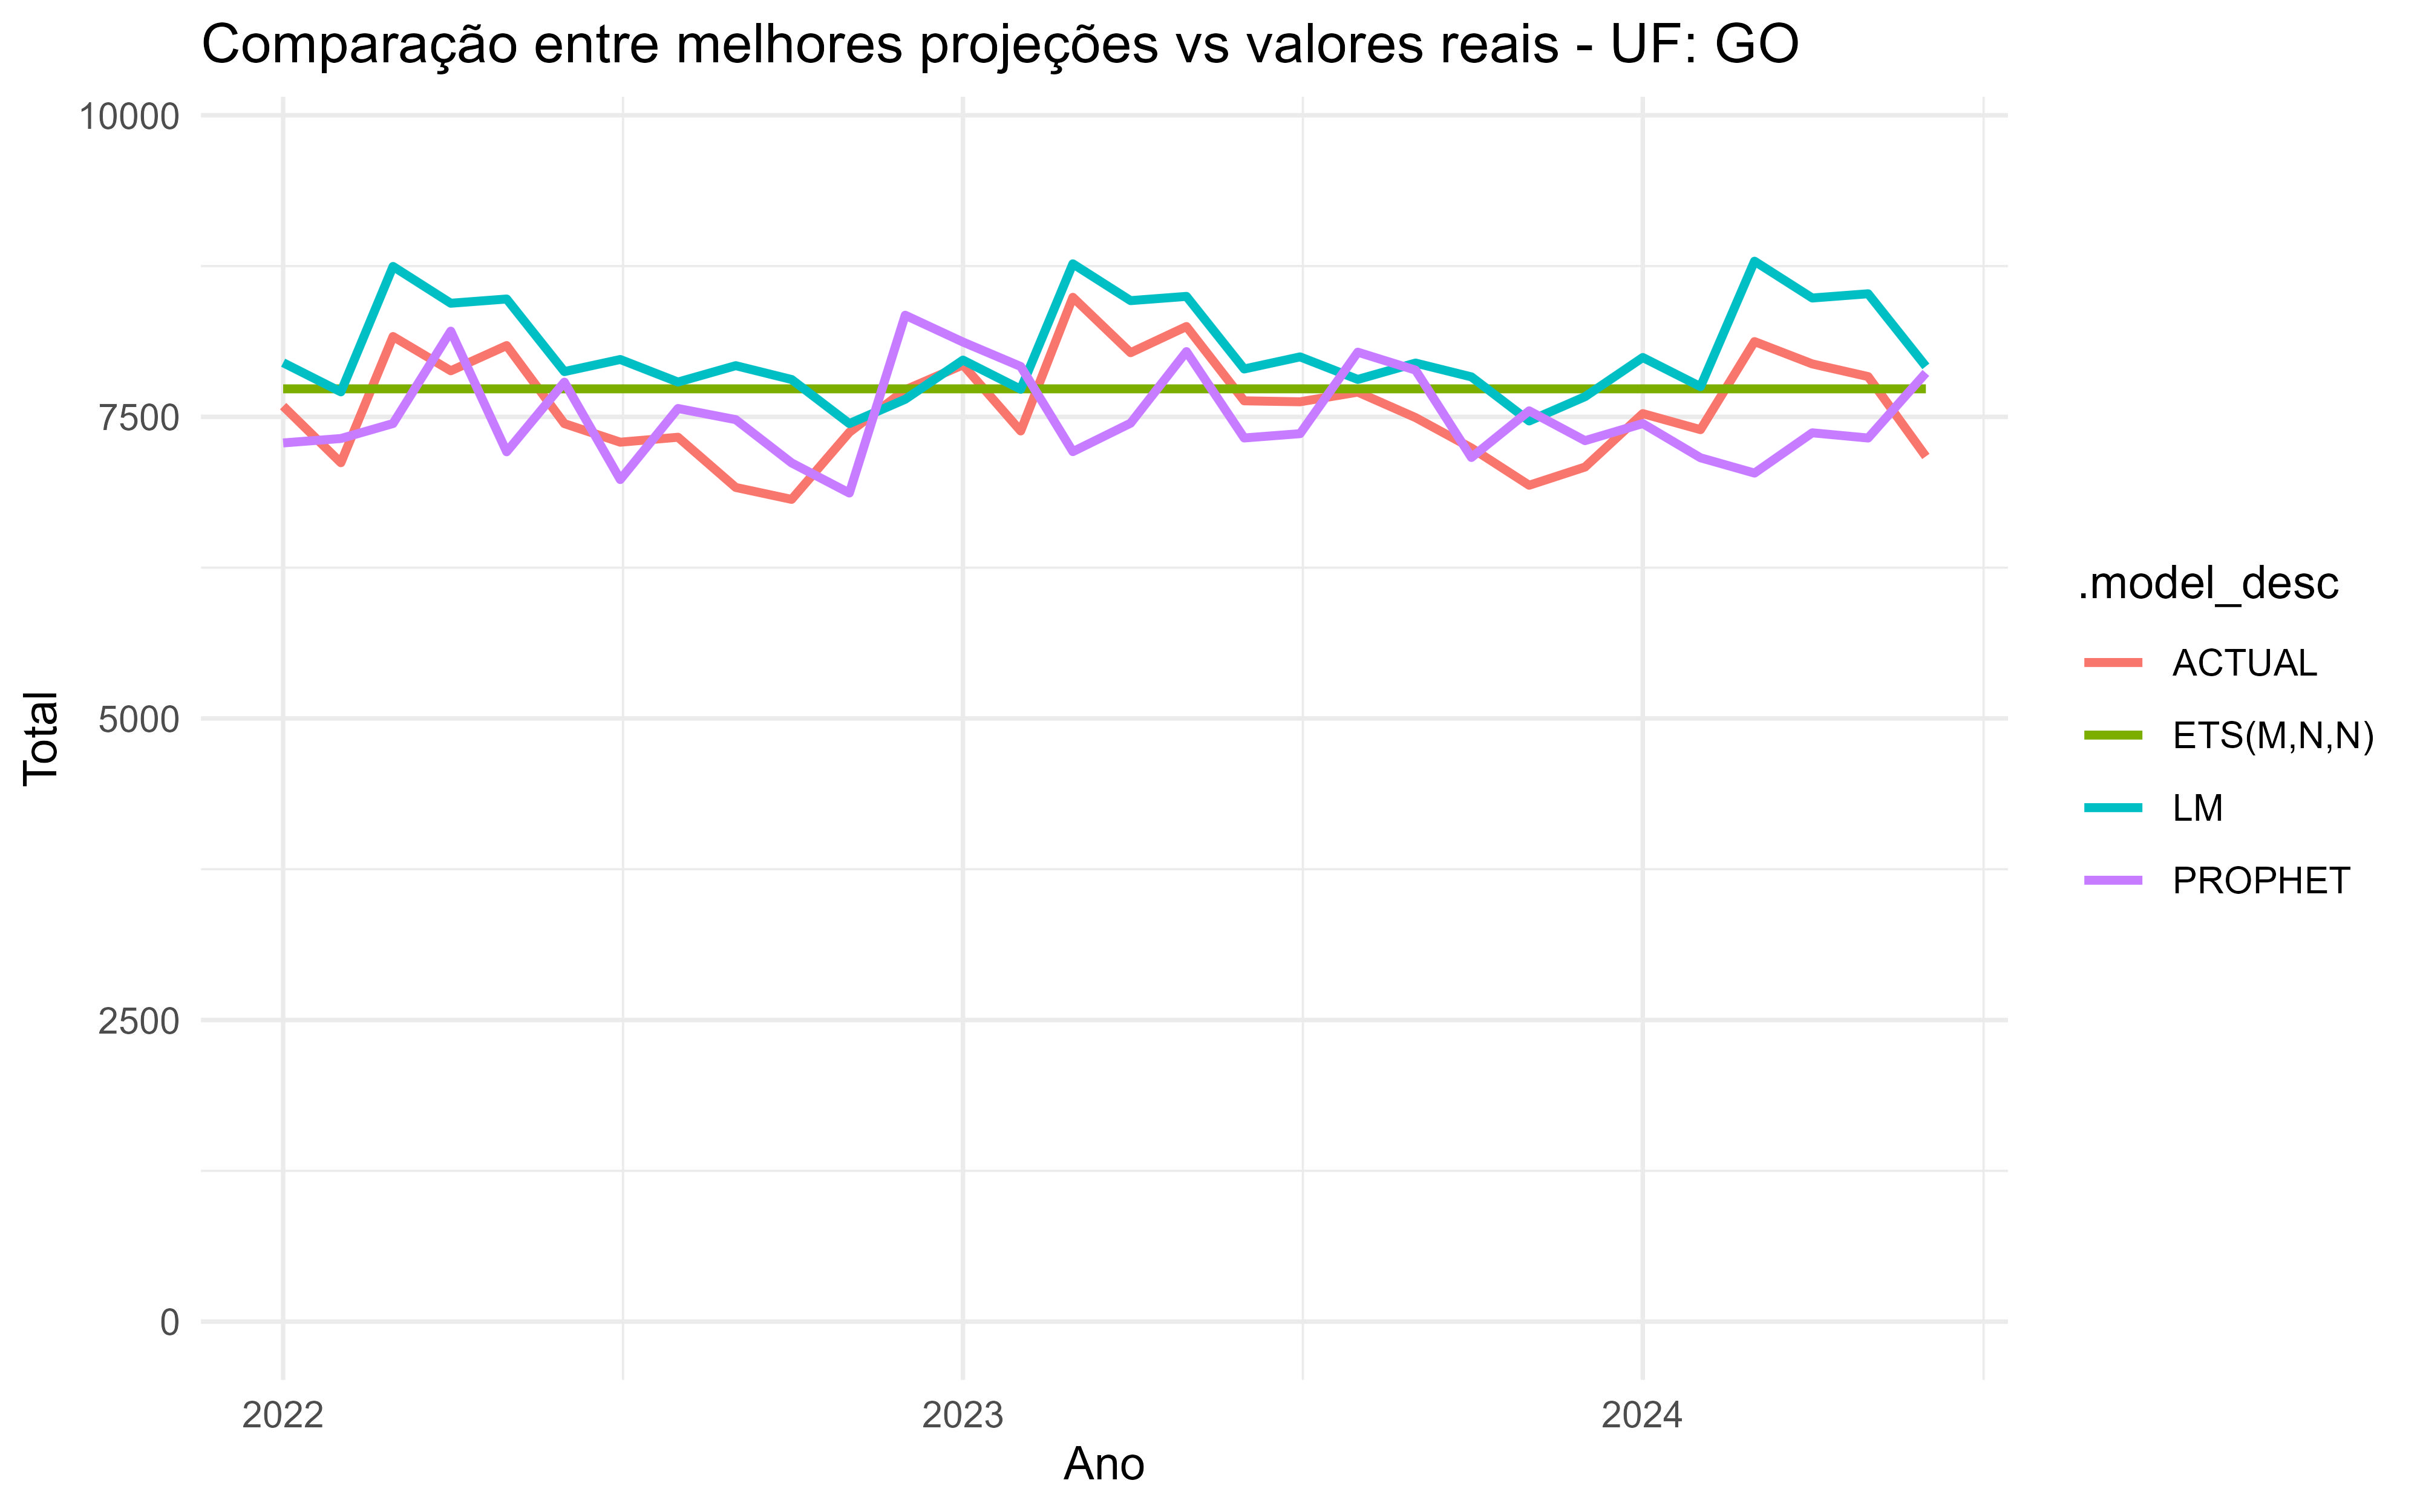 Comparação entre melhores projeções vs valores reais - UF: GO
10000
7500
5000
2500
0
Total
2022
2023
2024
Ano
.model_desc
ACTUAL
ETS(M,N,N)
LM
PROPHET